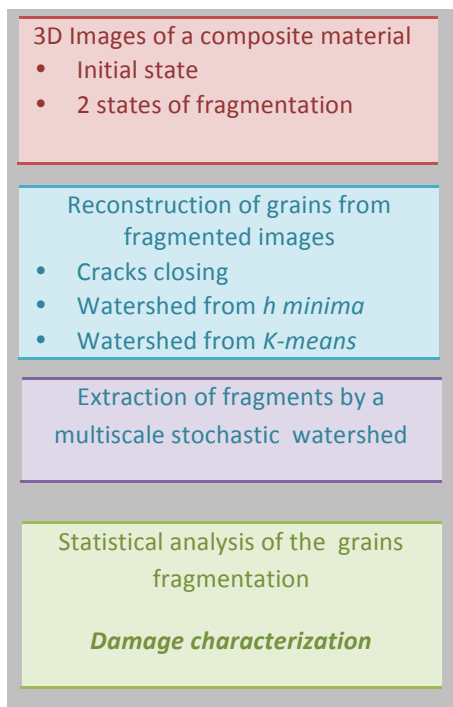 3D Images of a composite material
• Initial state
• 2 states of fragmentation
Reconstruction of grains from
fragmented images
• Cracks closing
• Watershed from h minima
• Watershed from K-means
Extraction of fragments by a
multiscale stochastic watershed
Statistical analysis of the grains
fragmentation
Damage characterization